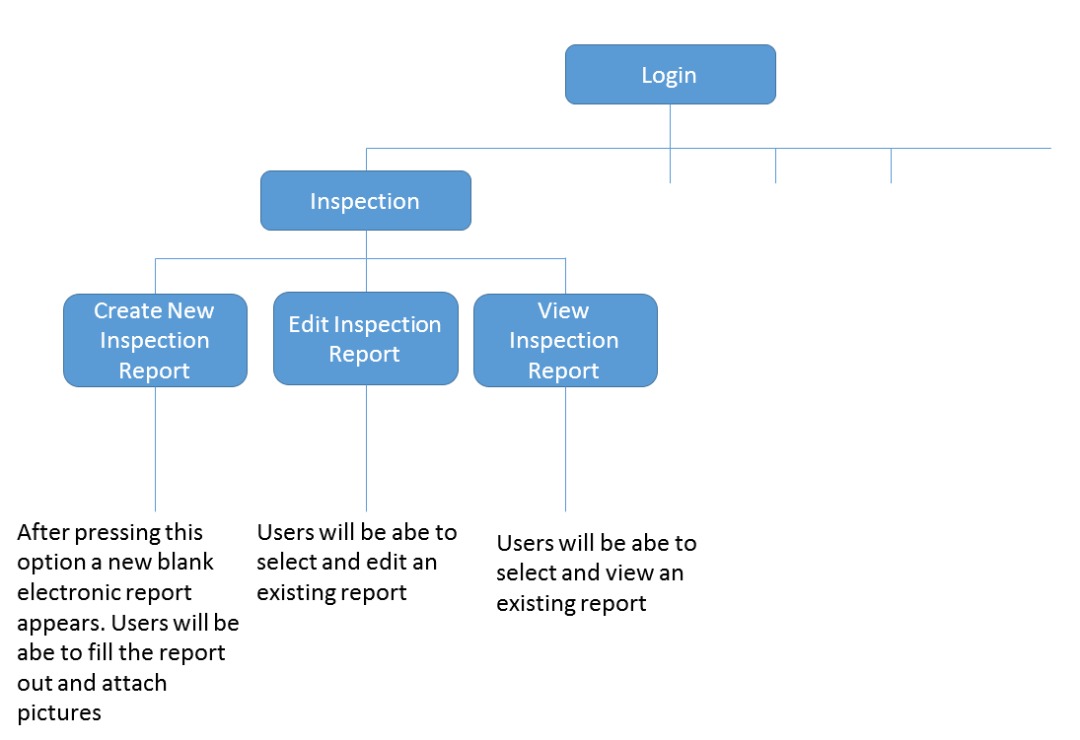 Login
Inspection
Create New
Inspection
Report
Edit Inspection
Report
View
Inspection
Report
After pressing this
option a new blank
electronic report
appears. Users will be
abe to fill the report
out and attach
pictures
Users will be abe to
select and edit an
existing report
Users will be abe to
select and view an
existing report